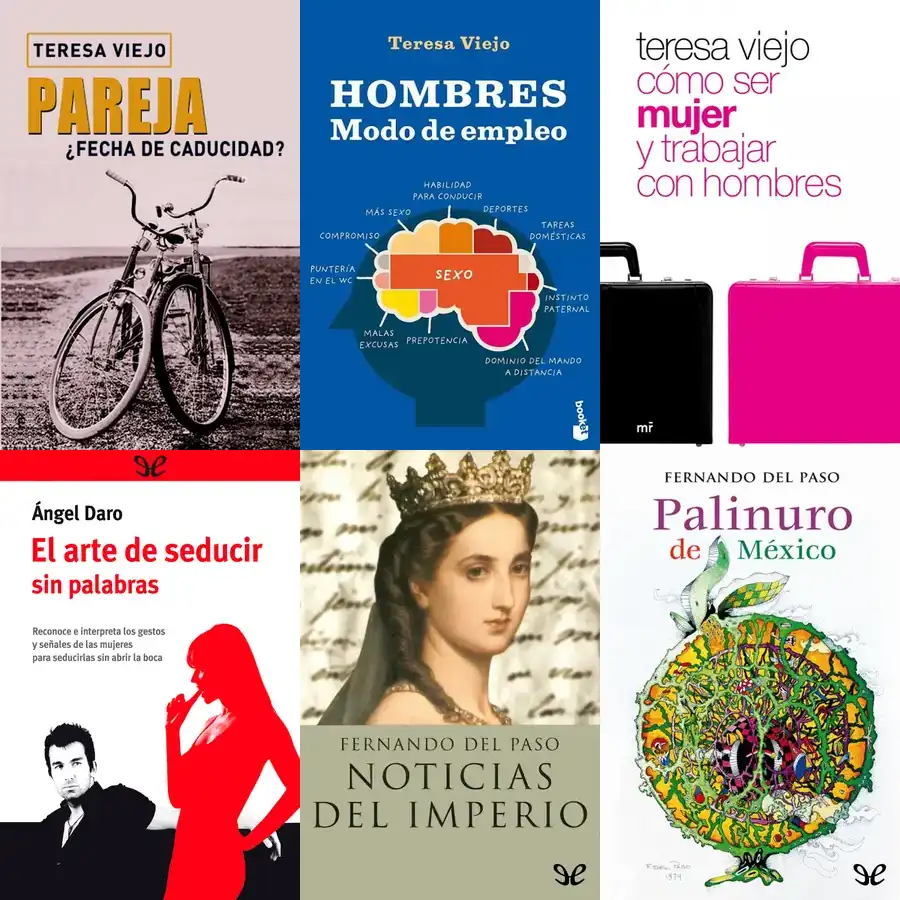 TERESA VIEJO
PAREJA
¿FECHA DE CADUCIDAD?
Teresa Viejo
HOMBRES
Modo de empleo
HABILIDAD
PARA CONDUCIR
MÁS SEXO
DEPORTES
COMPROMISO
TAREAS
DOMÉSTICAS
PUNTERÍA
EN EL WC
SEXO
INSTINTO
PATERNAL
MALAS
EXCUSAS
PREPOTENCIA
DOMINIO DEL MANDO
A DISTANCIA
booket
teresa viejo
cómo ser
mujer
y trabajar
con hombres
mr̃
Ángel Daro
El arte de seducir
sin palabras
Reconoce e interpreta los gestos
y señales de las mujeres
para seducirlas sin abrir la boca
FERNANDO DEL PASO
NOTICIAS
DEL IMPERIO
FERNANDO DEL PASO
Palinuro
de México